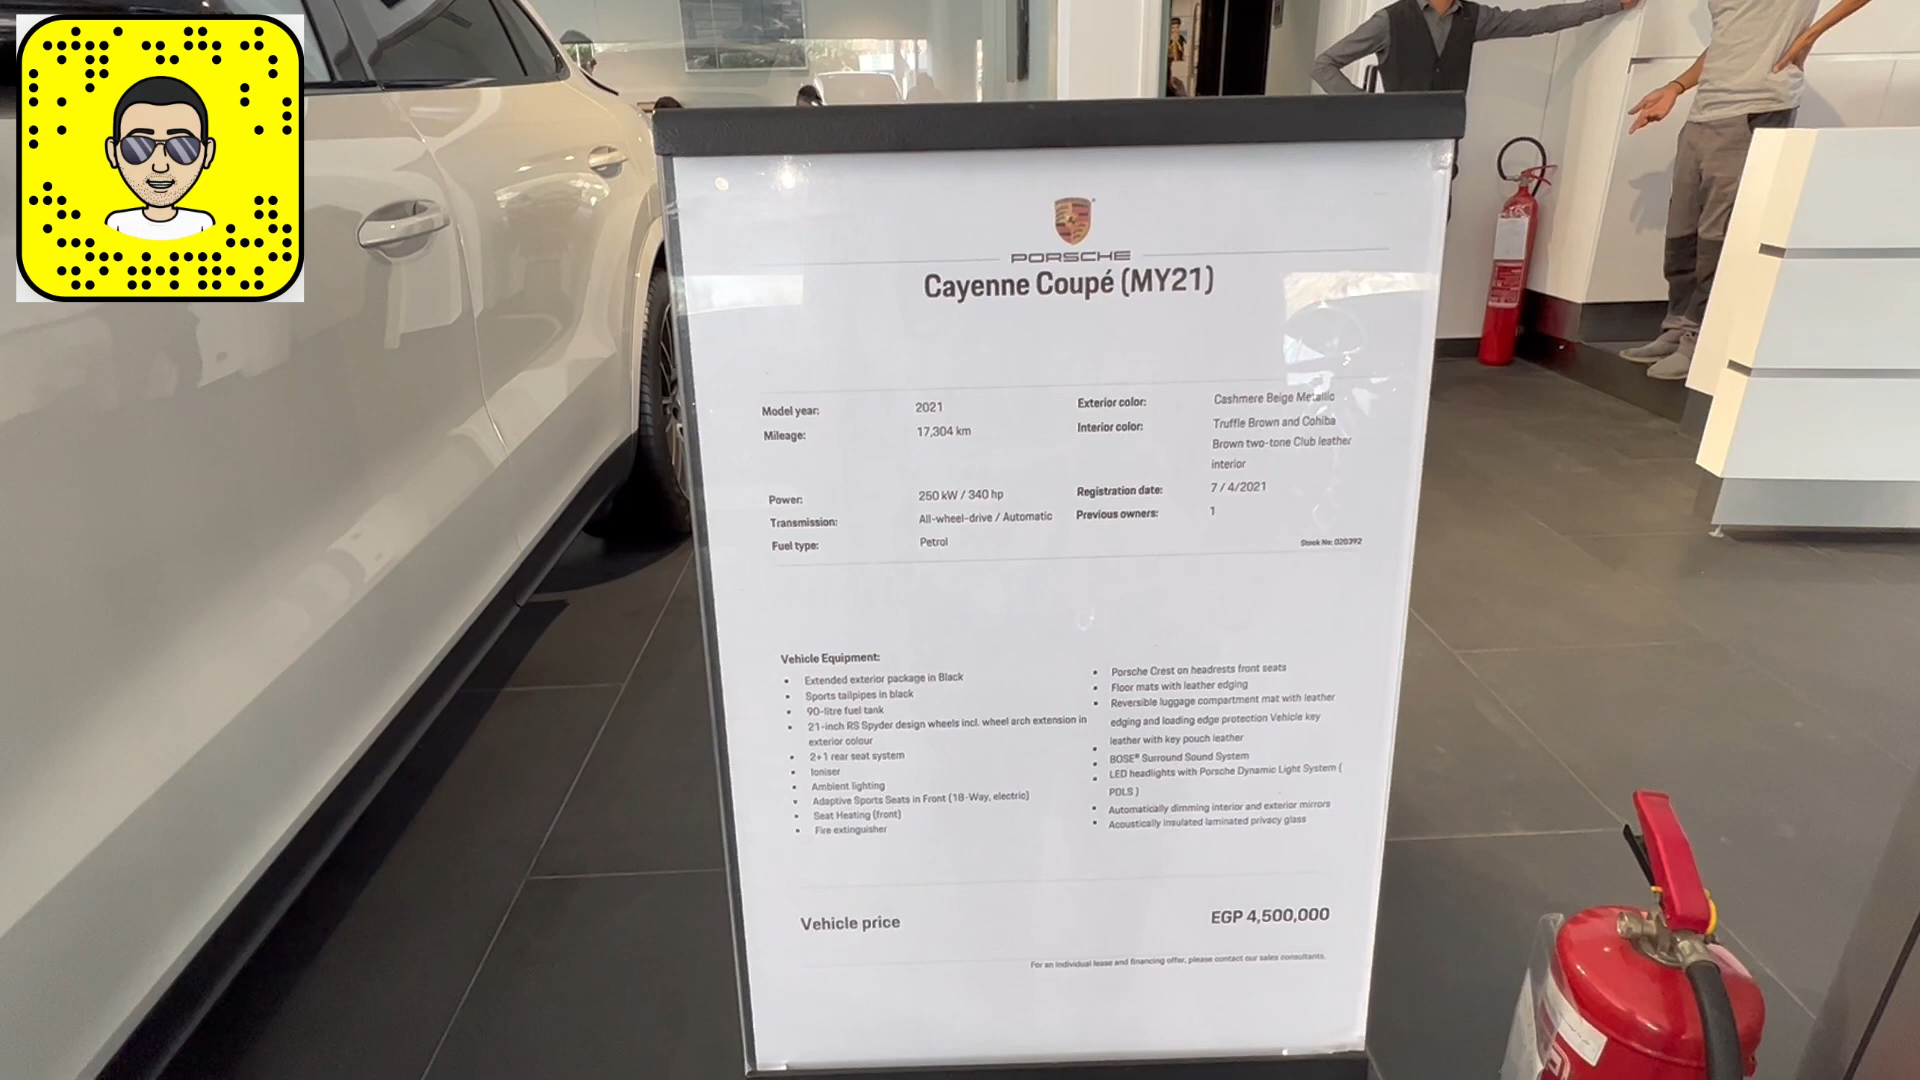 PORSCHE
Cayenne Coupé (MY21)
Model year: 2021
Mileage: 17,304 km
Power: 250 kW / 340 hp
Transmission: All-wheel-drive / Automatic
Fuel type: Petrol
Exterior color: Cashmere Beige Metallic
Interior color: Truffle Brown and Cohiba
Brown two-tone Club leather
interior
Registration date: 7 / 4/2021
Previous owners: 1
Stock No: 020392
Vehicle Equipment:
• Extended exterior package in Black
• Sports tailpipes in black
• 90-litre fuel tank
• 21-inch RS Spyder design wheels incl. wheel arch extension in
exterior colour
• 2+1 rear seat system
• Ioniser
• Ambient lighting
• Adaptive Sports Seats in Front (18-Way, electric)
• Seat Heating (front)
• Fire extinguisher
• Porsche Crest on headrests front seats
• Floor mats with leather edging
• Reversible luggage compartment mat with leather
edging and loading edge protection Vehicle key
leather with key pouch leather
• BOSE® Surround Sound System
• LED headlights with Porsche Dynamic Light System (
PDLS )
• Automatically dimming interior and exterior mirrors
• Acoustically insulated laminated privacy glass
Vehicle price EGP 4,500,000
For an individual lease and financing offer, please contact our sales consultants.